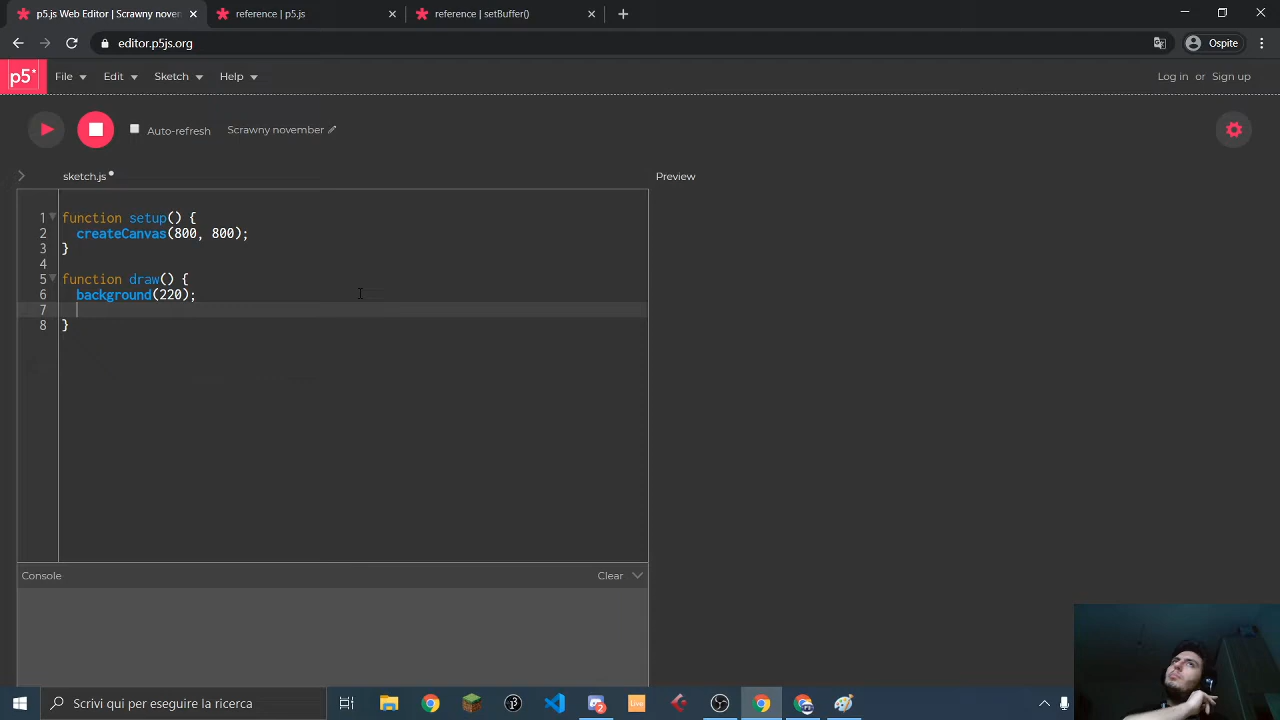 p5.js Web Editor | Scrawny noven
reference | p5.js
reference | setBuffer()
editor.p5js.org
Ospite
p5*
File
Edit
Sketch
Help
Log in or Sign up
Auto-refresh
Scrawny november
sketch.js
Preview
1 function setup() {
2 createCanvas(800, 800);
3 }
4
5 function draw() {
6 background(220);
7
8 }
Console
Clear
Scrivi qui per eseguire la ricerca
Live